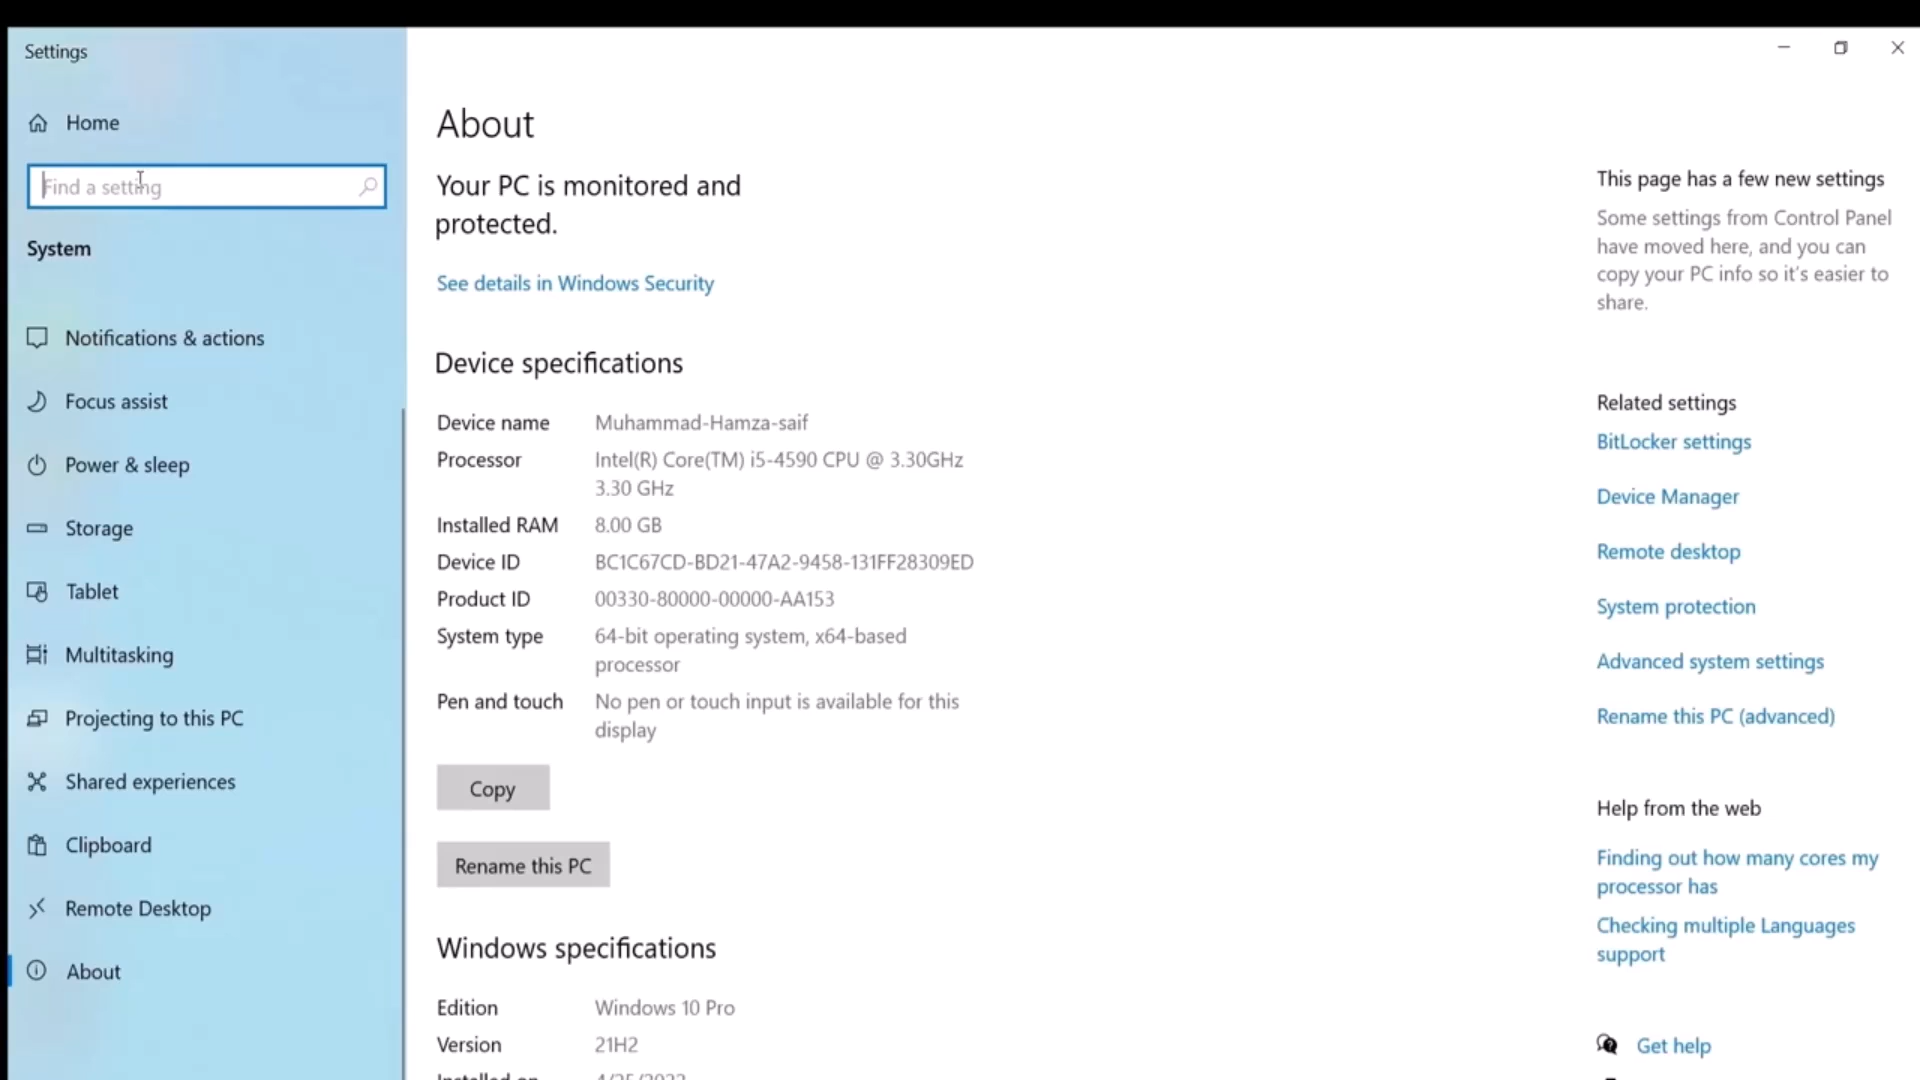 Settings
Home
Find a setting
System
Notifications & actions
Focus assist
Power & sleep
Storage
Tablet
Multitasking
Projecting to this PC
Shared experiences
Clipboard
Remote Desktop
About
About
Your PC is monitored and
protected.
See details in Windows Security
Device specifications
Device name Muhammad-Hamza-saif
Processor Intel(R) Core(TM) i5-4590 CPU @ 3.30GHz
3.30 GHz
Installed RAM 8.00 GB
Device ID BC1C67CD-BD21-47A2-9458-131FF28309ED
Product ID 00330-80000-00000-AA153
System type 64-bit operating system, x64-based
processor
Pen and touch No pen or touch input is available for this
display
Copy
Rename this PC
Windows specifications
Edition Windows 10 Pro
Version 21H2
Installed on
This page has a few new settings
Some settings from Control Panel
have moved here, and you can
copy your PC info so it's easier to
share.
Related settings
BitLocker settings
Device Manager
Remote desktop
System protection
Advanced system settings
Rename this PC (advanced)
Help from the web
Finding out how many cores my
processor has
Checking multiple Languages
support
Get help